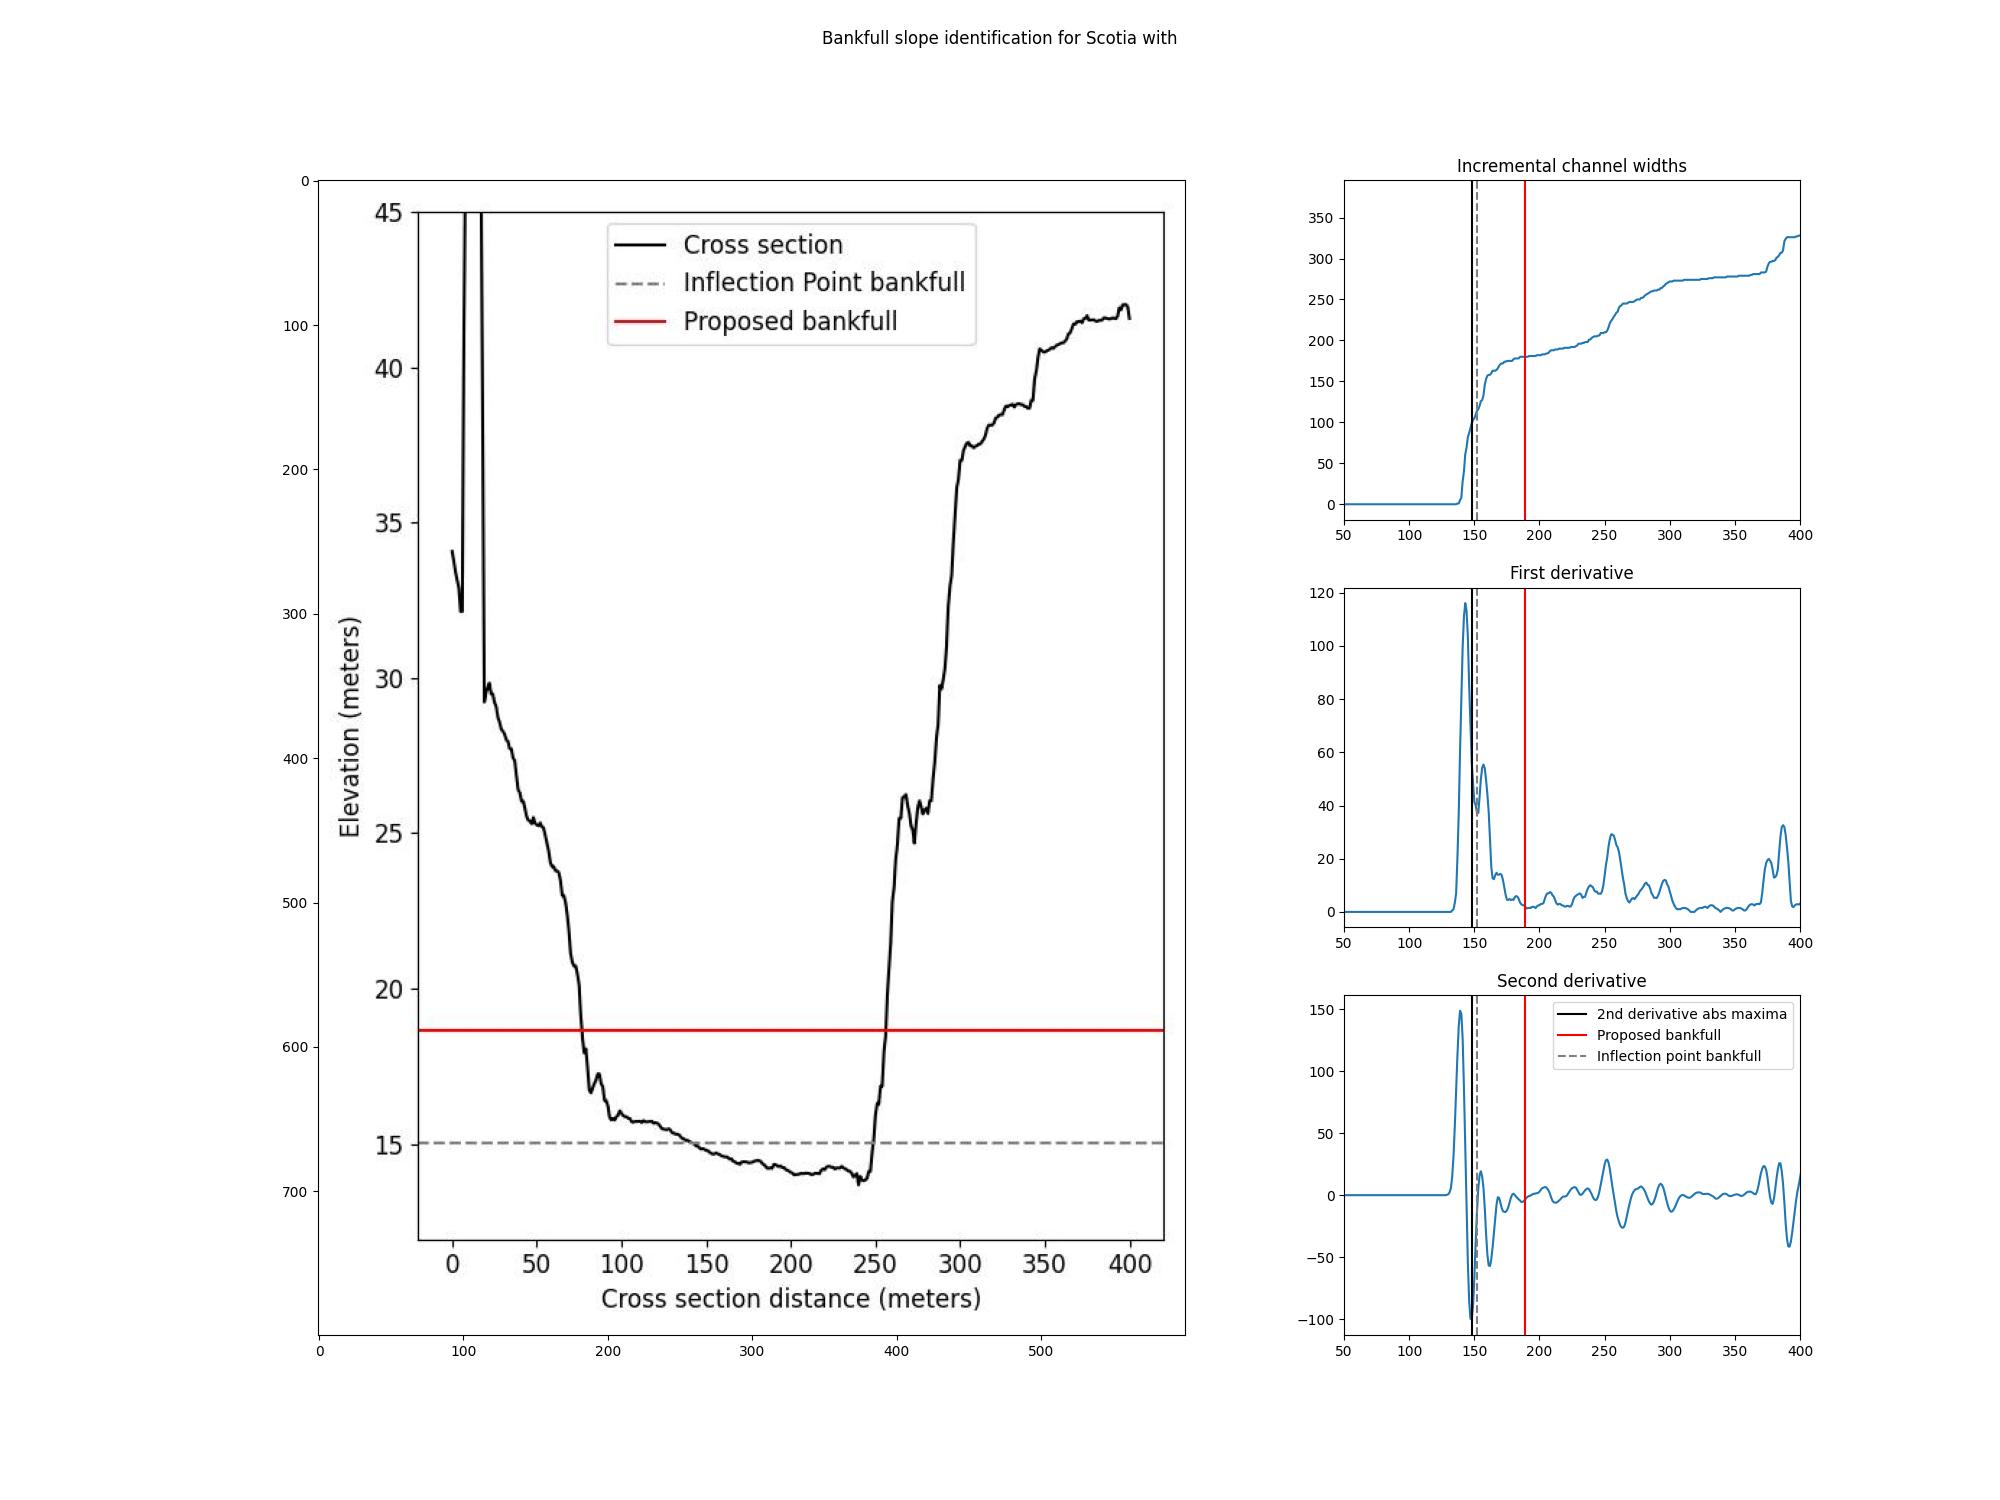 Bankfull slope identification for Scotia with
0
100
200
300
400
500
600
700
0
100
200
300
400
500
45
40
35
30
25
20
15
Elevation (meters)
Cross section
Inflection Point bankfull
Proposed bankfull
0 50 100 150 200 250 300 350 400
Cross section distance (meters)
Incremental channel widths
350
300
250
200
150
100
50
0
50 100 150 200 250 300 350 400
First derivative
120
100
80
60
40
20
0
50 100 150 200 250 300 350 400
Second derivative
150
100
50
0
−50
−100
2nd derivative abs maxima
Proposed bankfull
Inflection point bankfull
50 100 150 200 250 300 350 400